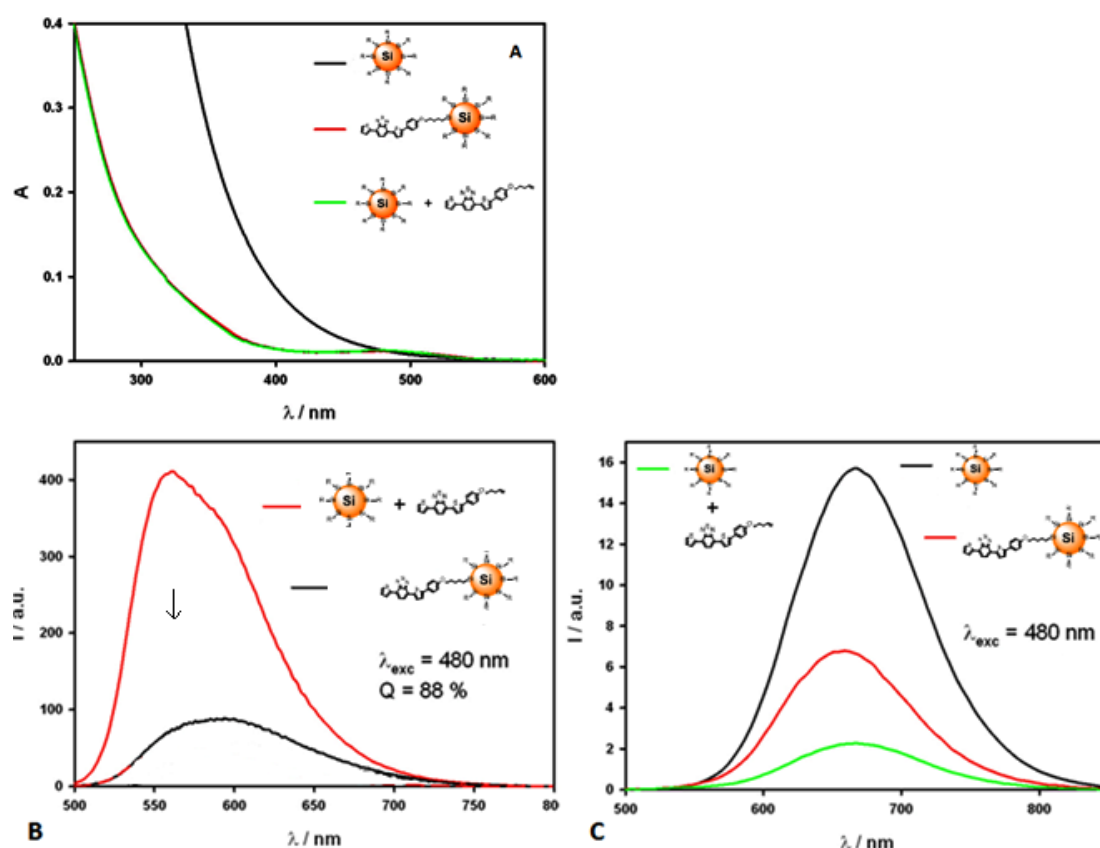 0.4
A
Si
0.3
Si
0.2
A
Si
+
0.1
0.0
300
400
500
600
λ / nm
400
Si
+
300
Si
I / a.u.
200
λexc = 480 nm
Q = 88 %
100
0
500
550
600
650
700
750
80
B
λ / nm
16
Si
Si
14
+
12
Si
10
I / a.u.
8
λexc = 480 nm
6
4
2
0
500
600
700
800
C
λ / nm